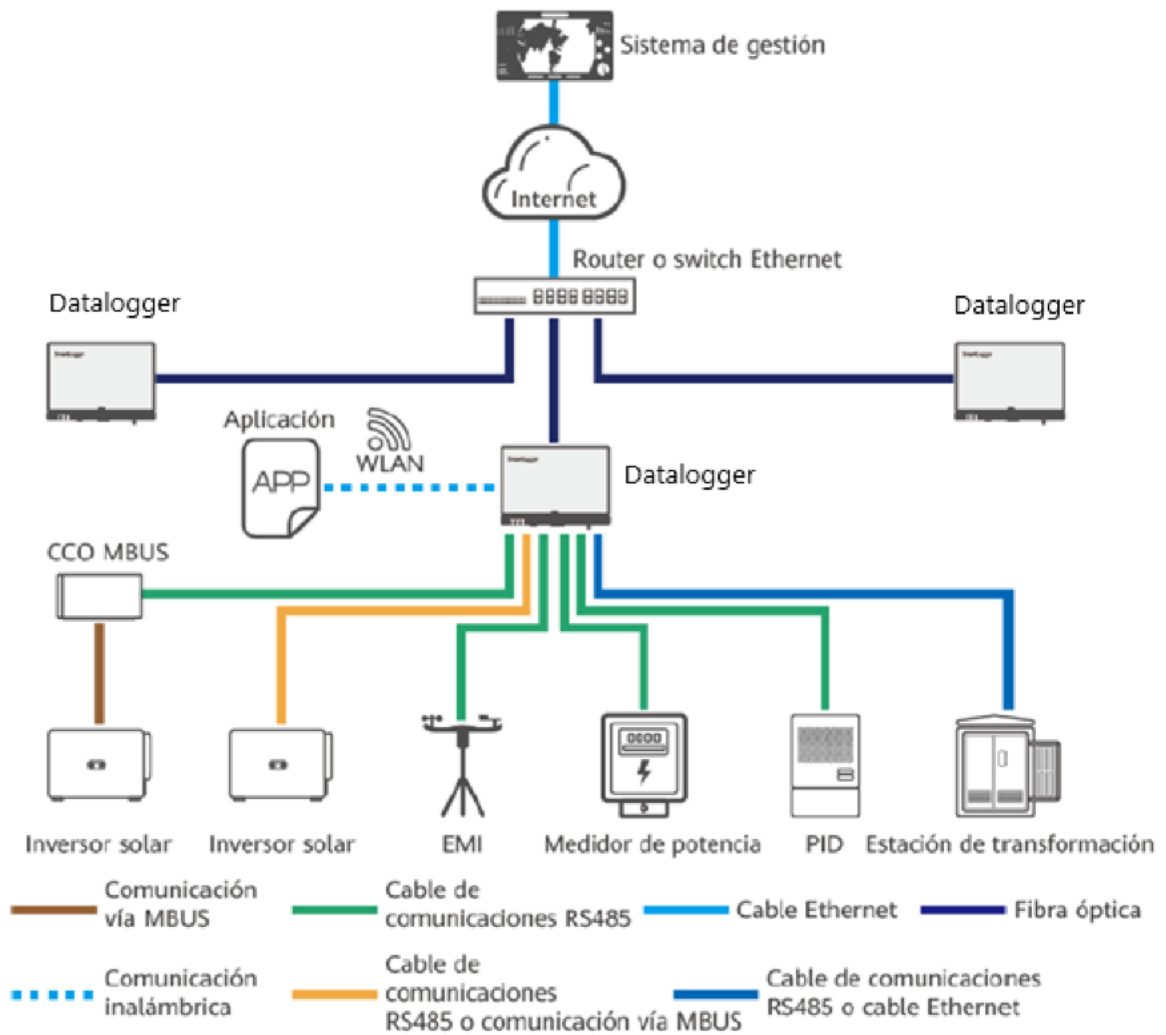 Sistema de gestión
Internet
Router o switch Ethernet
Datalogger
Datalogger
Aplicación
WLAN
APP
Datalogger
CCO MBUS
Inversor solar
Inversor solar
EMI
Medidor de potencia
PID
Estación de transformación
Comunicación
vía MBUS
Cable de
comunicaciones RS485
Cable Ethernet
Fibra óptica
Comunicación
inalámbrica
Cable de
comunicaciones
RS485 o comunicación vía MBUS
Cable de comunicaciones
RS485 o cable Ethernet